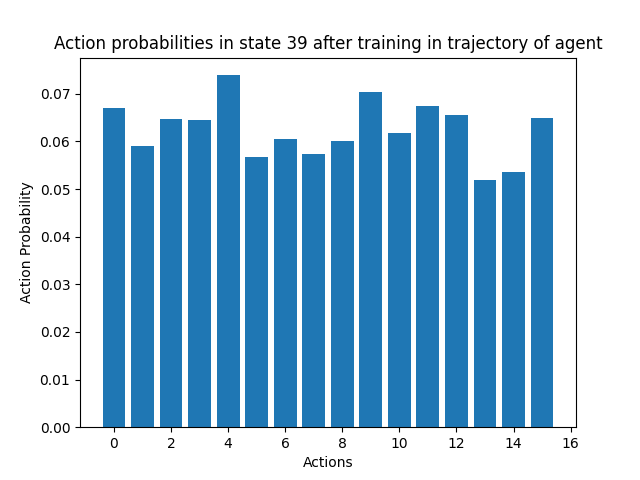 Action probabilities in state 39 after training in trajectory of agent
0.07
0.06
0.05
0.04
0.03
0.02
0.01
0.00
Action Probability
0 2 4 6 8 10 12 14 16
Actions